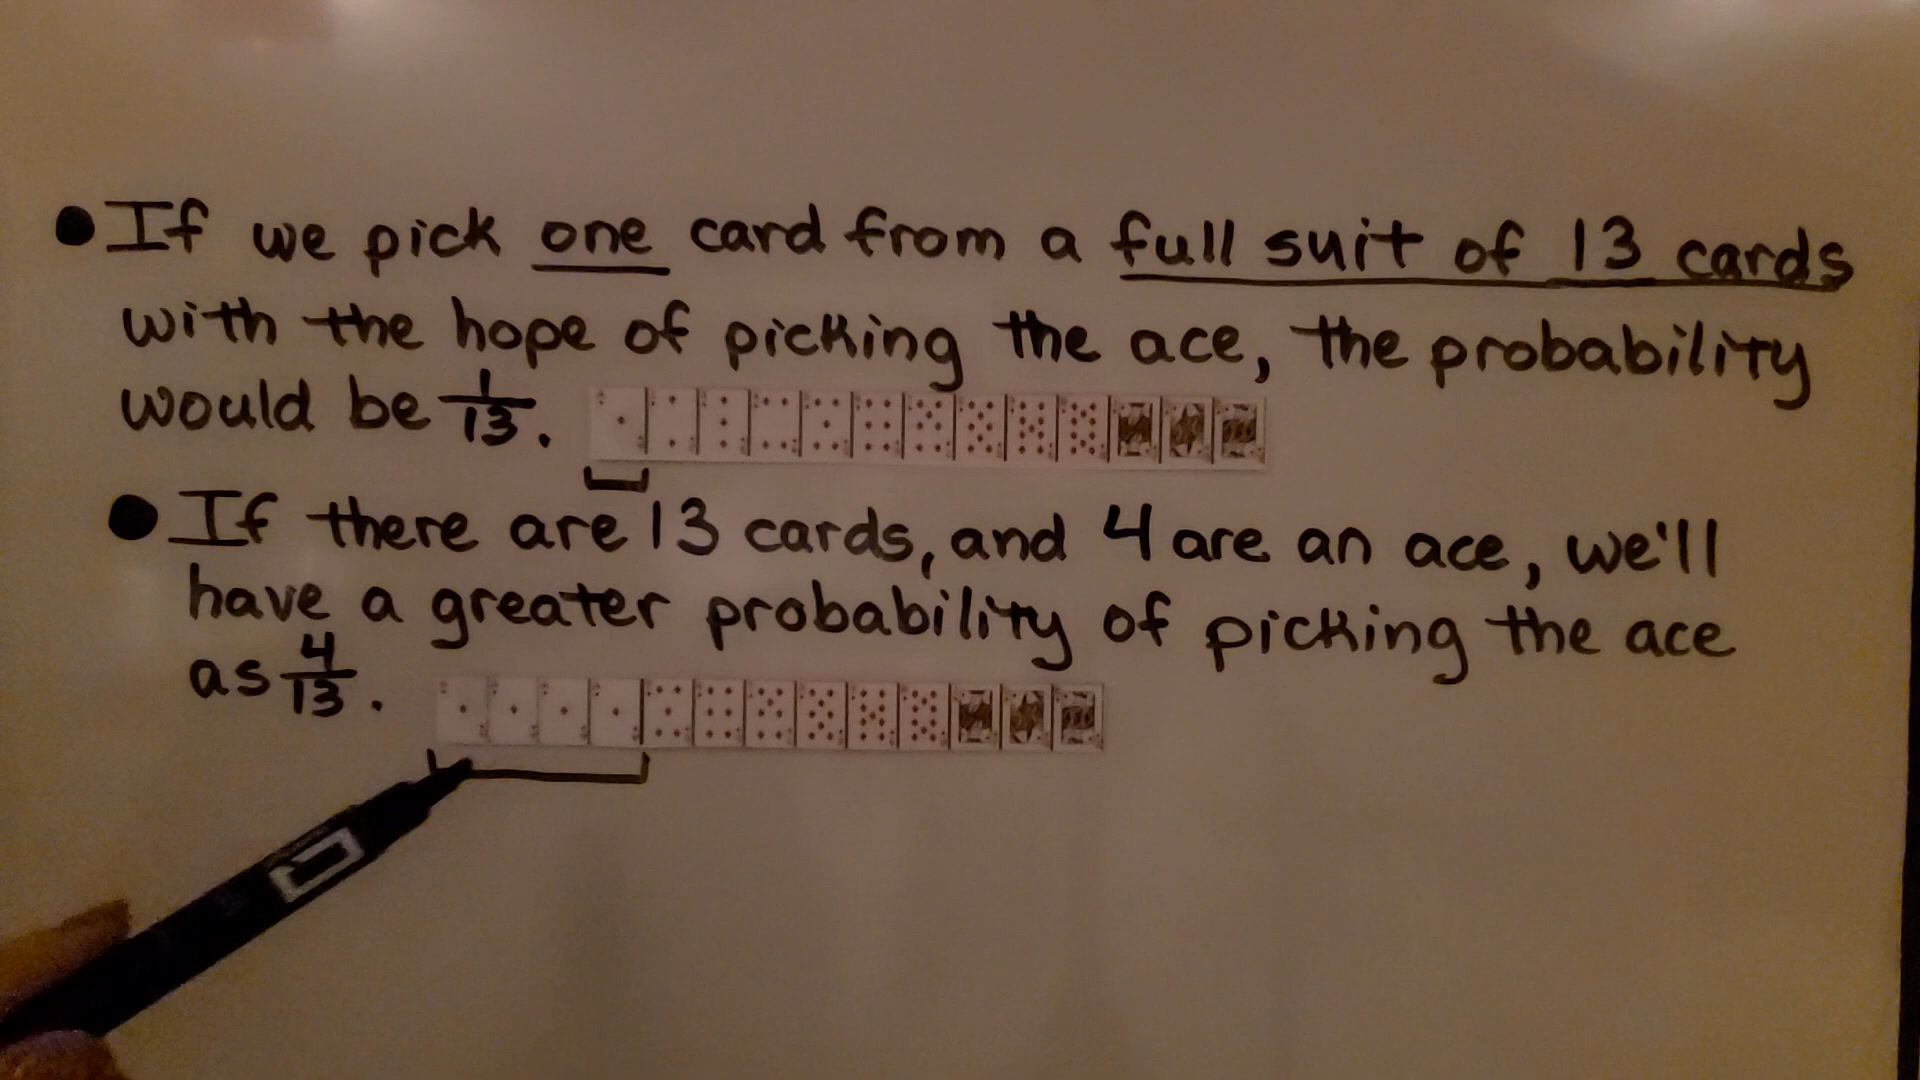 ● If we pick one card from a full suit of 13 cards
with the hope of picking the ace, the probability
would be 1/13.
● If there are 13 cards, and 4 are an ace, we'll
have a greater probability of picking the ace
as 4/13.